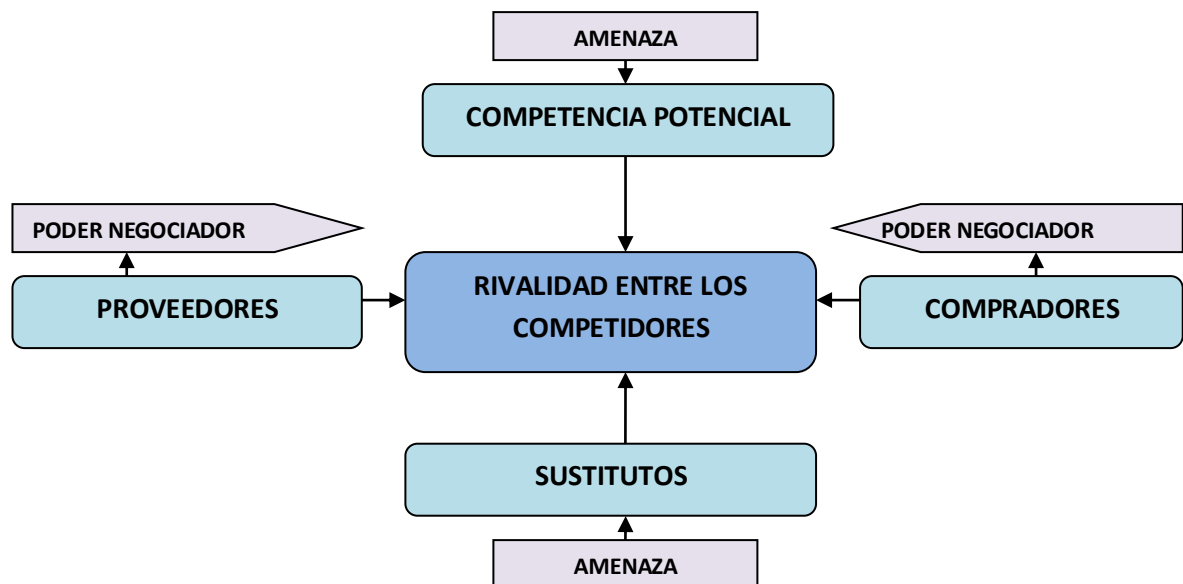 AMENAZA
COMPETENCIA POTENCIAL
PODER NEGOCIADOR
PODER NEGOCIADOR
PROVEEDORES
RIVALIDAD ENTRE LOS
COMPETIDORES
COMPRADORES
SUSTITUTOS
AMENAZA